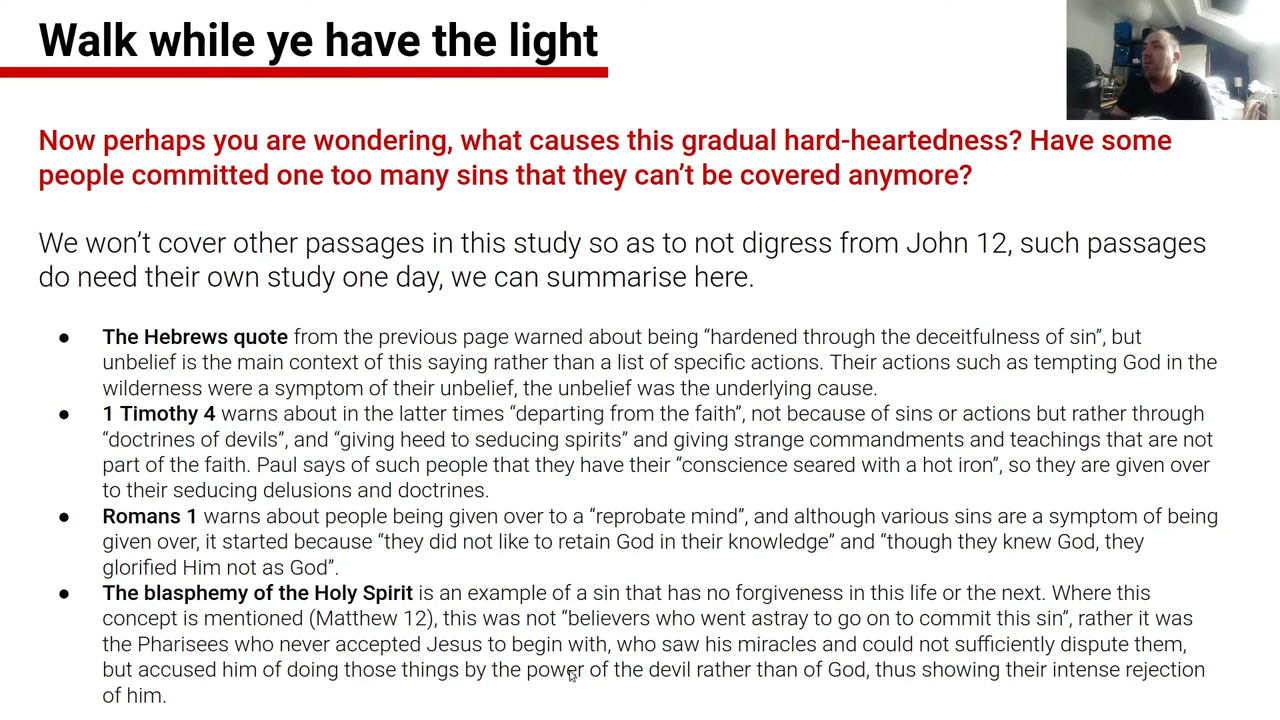 Walk while ye have the light
Now perhaps you are wondering, what causes this gradual hard-heartedness? Have some
people committed one too many sins that they can’t be covered anymore?
We won’t cover other passages in this study so as to not digress from John 12, such passages
do need their own study one day, we can summarise here.
● The Hebrews quote from the previous page warned about being “hardened through the deceitfulness of sin”, but
unbelief is the main context of this saying rather than a list of specific actions. Their actions such as tempting God in the
wilderness were a symptom of their unbelief, the unbelief was the underlying cause.
● 1 Timothy 4 warns about in the latter times “departing from the faith”, not because of sins or actions but rather through
“doctrines of devils”, and “giving heed to seducing spirits” and giving strange commandments and teachings that are not
part of the faith. Paul says of such people that they have their “conscience seared with a hot iron”, so they are given over
to their seducing delusions and doctrines.
● Romans 1 warns about people being given over to a “reprobate mind”, and although various sins are a symptom of being
given over, it started because “they did not like to retain God in their knowledge” and “though they knew God, they
glorified Him not as God”.
● The blasphemy of the Holy Spirit is an example of a sin that has no forgiveness in this life or the next. Where this
concept is mentioned (Matthew 12), this was not “believers who went astray to go on to commit this sin”, rather it was
the Pharisees who never accepted Jesus to begin with, who saw his miracles and could not sufficiently dispute them,
but accused him of doing those things by the power of the devil rather than of God, thus showing their intense rejection
of him.